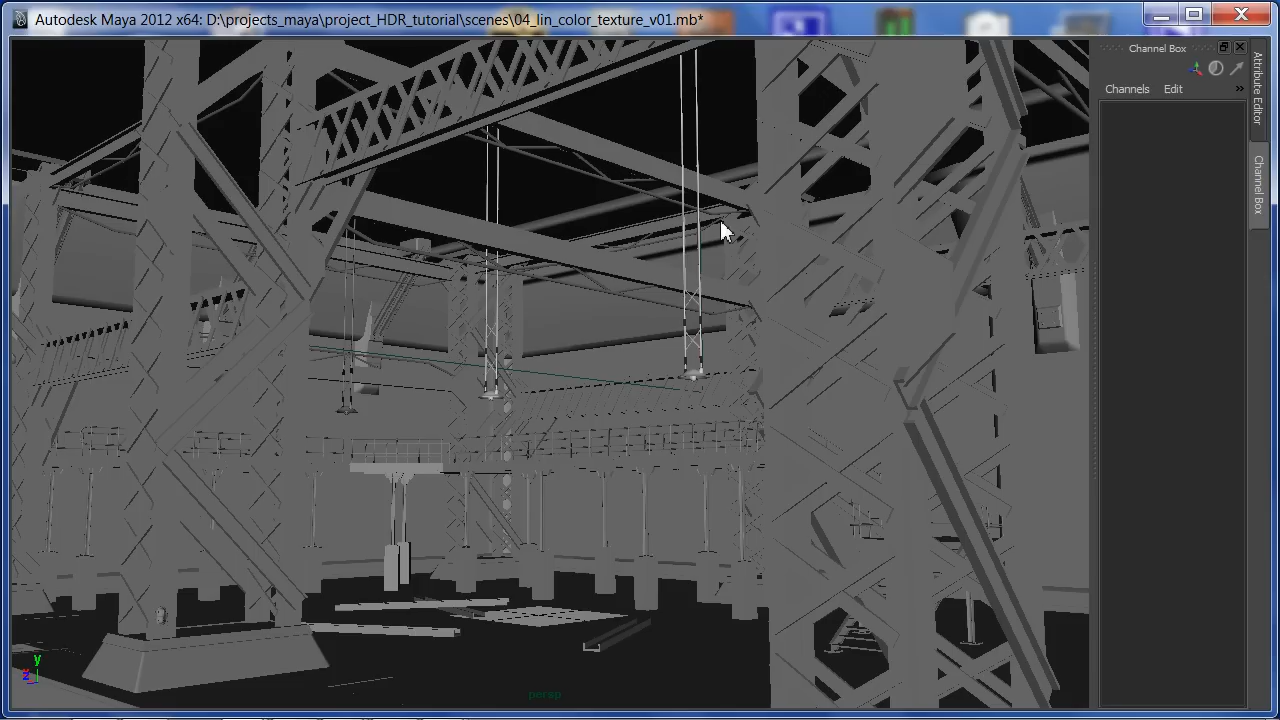 Autodesk Maya 2012 x64: D:\projects_maya\project_HDR_tutorial\scenes\04_lin_color_texture_v01.mb*
Channel Box
Channels Edit
Attribute Editor
Channel Box
y
z
persp